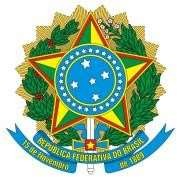 REPÚBLICA FEDERATIVA DO BRASIL
15 de Novembro
de 1889